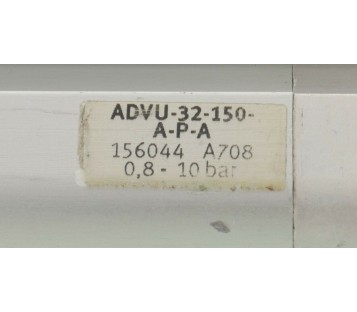 ADVU-32-150-
A-P-A
156044 A708
0,8 - 10 bar